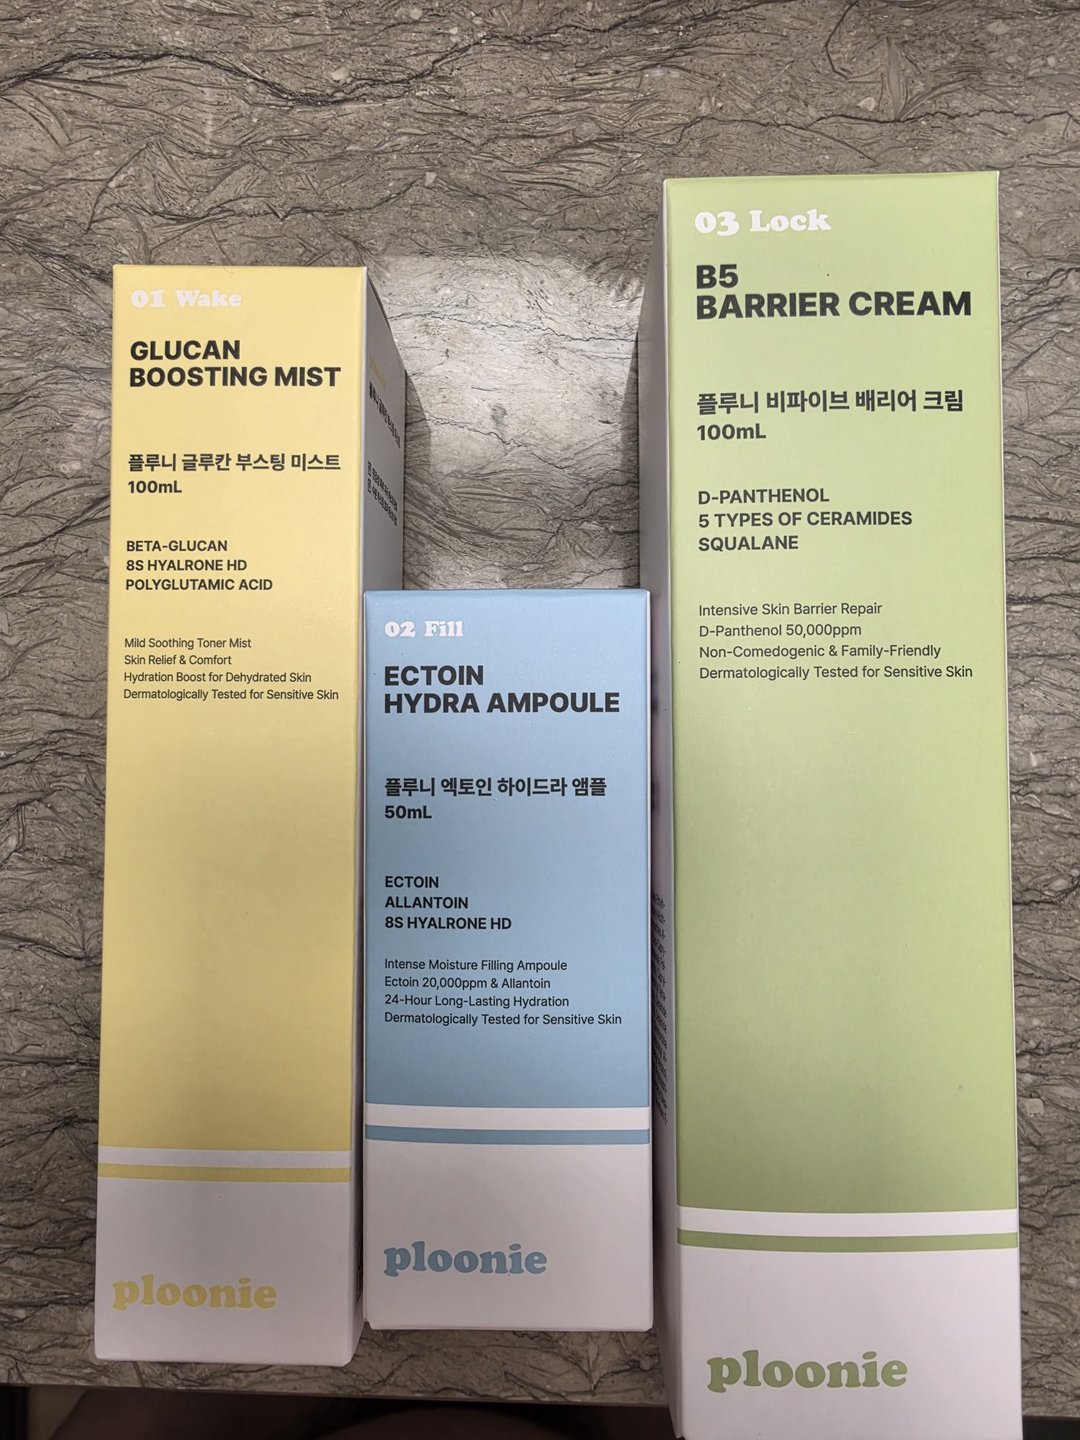 01 Wake
GLUCAN
BOOSTING MIST
플루니 글루칸 부스팅 미스트
100mL
BETA-GLUCAN
8S HYALRONE HD
POLYGLUTAMIC ACID
Mild Soothing Toner Mist
Skin Relief & Comfort
Hydration Boost for Dehydrated Skin
Dermatologically Tested for Sensitive Skin
ploonie
02 Fill
ECTOIN
HYDRA AMPOULE
플루니 엑토인 하이드라 앰플
50mL
ECTOIN
ALLANTOIN
8S HYALRONE HD
Intense Moisture Filling Ampoule
Ectoin 20,000ppm & Allantoin
24-Hour Long-Lasting Hydration
Dermatologically Tested for Sensitive Skin
ploonie
03 Lock
B5
BARRIER CREAM
플루니 비파이브 배리어 크림
100mL
D-PANTHENOL
5 TYPES OF CERAMIDES
SQUALANE
Intensive Skin Barrier Repair
D-Panthenol 50,000ppm
Non-Comedogenic & Family-Friendly
Dermatologically Tested for Sensitive Skin
ploonie